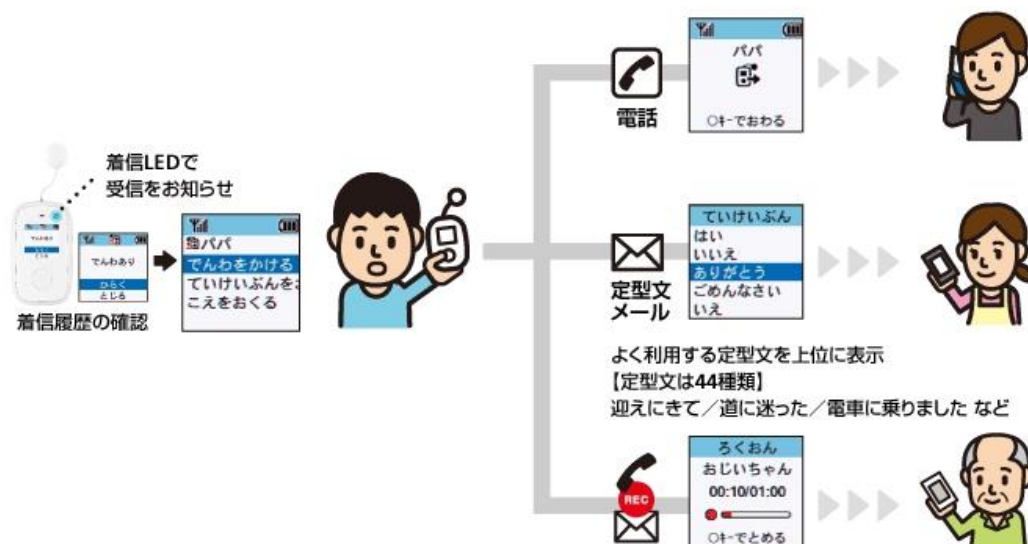 着信LEDで
受信をお知らせ
でんわあり
ひらく
とじる
着信履歴の確認
パパ
でんわをかける
ていけいぶんを
こえをおくる
電話
パパ
○キーでおわる
定型文
メール
ていけいぶん
はい
いいえ
ありがとう
ごめんなさい
いえ
よく利用する定型文を上位に表示
【定型文は44種類】
迎えにきて／道に迷った／電車に乗りました など
REC
ろくおん
おじいちゃん
00:10/01:00
○キーでとめる